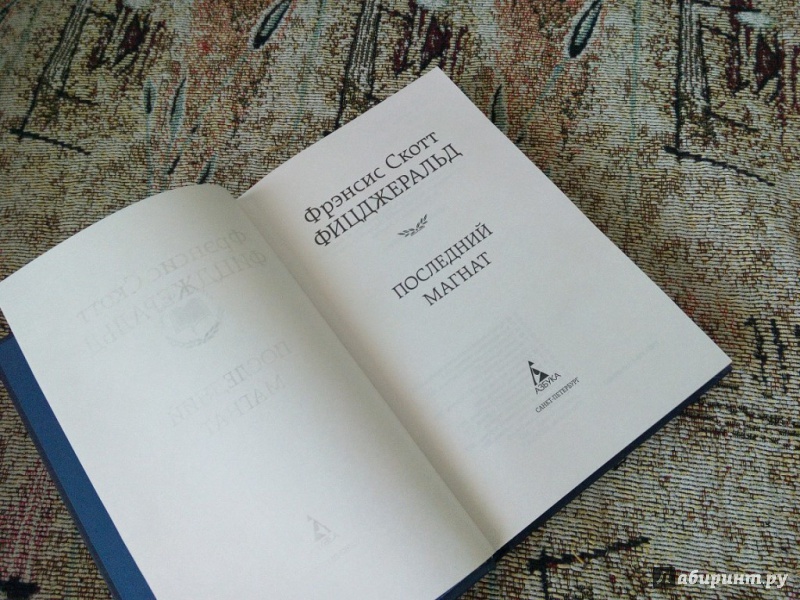 Фрэнсис Скотт
ФИЦДЖЕРАЛЬД
ПОСЛЕДНИЙ
МАГНАТ
АЗБУКА
САНКТ-ПЕТЕРБУРГ
Лабиринт.ру